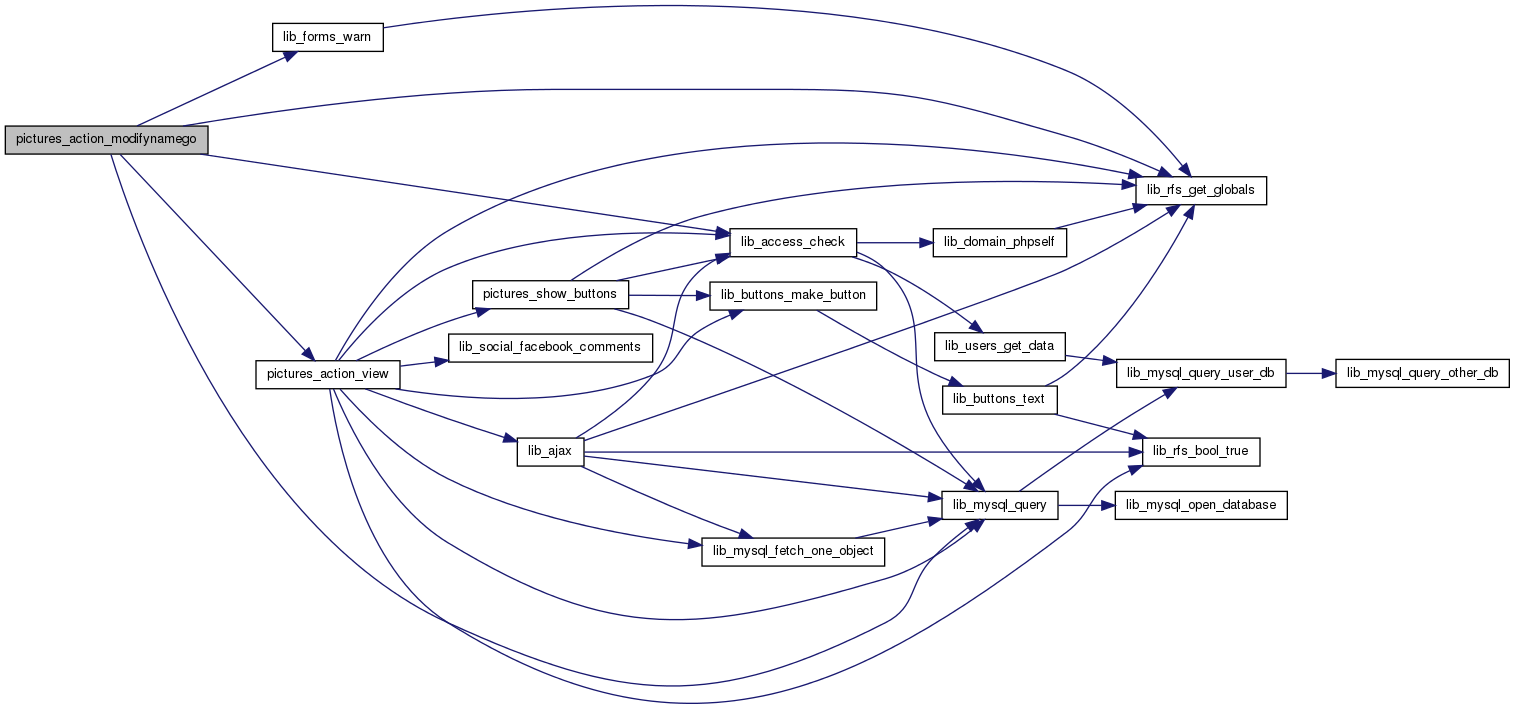 lib_forms_warn
pictures_action_modifynamego
lib_rfs_get_globals
lib_access_check
lib_domain_phpself
pictures_show_buttons
lib_buttons_make_button
lib_social_facebook_comments
lib_users_get_data
pictures_action_view
lib_mysql_query_user_db
lib_mysql_query_other_db
lib_buttons_text
lib_ajax
lib_rfs_bool_true
lib_mysql_query
lib_mysql_open_database
lib_mysql_fetch_one_object